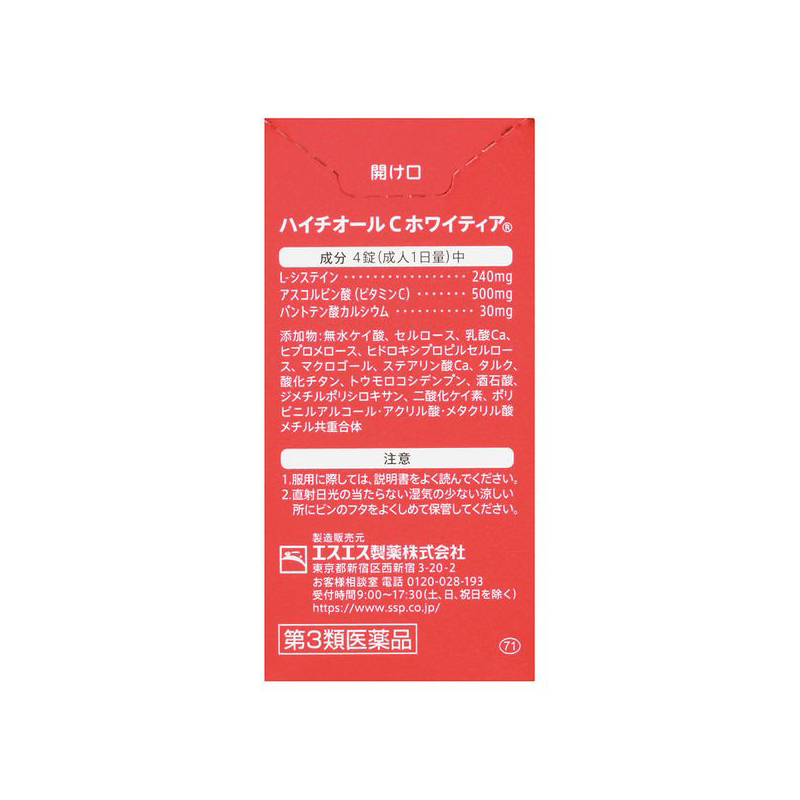 開け口
ハイチオールCホワイティア®
成分 4錠(成人1日量)中
L-システイン ・・・・・・・・・・・・・・・・・ 240mg
アスコルビン酸(ビタミンC) ・・・・・・・ 500mg
パントテン酸カルシウム ・・・・・・・・・・・ 30mg
添加物:無水ケイ酸、セルロース、乳酸Ca、
ヒプロメロース、ヒドロキシプロピルセルロー
ス、マクロゴール、ステアリン酸Ca、タルク、
酸化チタン、トウモロコシデンプン、酒石酸、
ジメチルポリシロキサン、二酸化ケイ素、ポリ
ビニルアルコール・アクリル酸・メタクリル酸
メチル共重合体
注意
1.服用に際しては、説明書をよく読んでください。
2.直射日光の当たらない湿気の少ない涼しい
所にビンのフタをよくしめて保管してください。
製造販売元
エスエス製薬株式会社
東京都新宿区西新宿3-20-2
お客様相談室 電話 0120-028-193
受付時間9:00~17:30(土、日、祝日を除く)
https://www.ssp.co.jp/
第3類医薬品
71